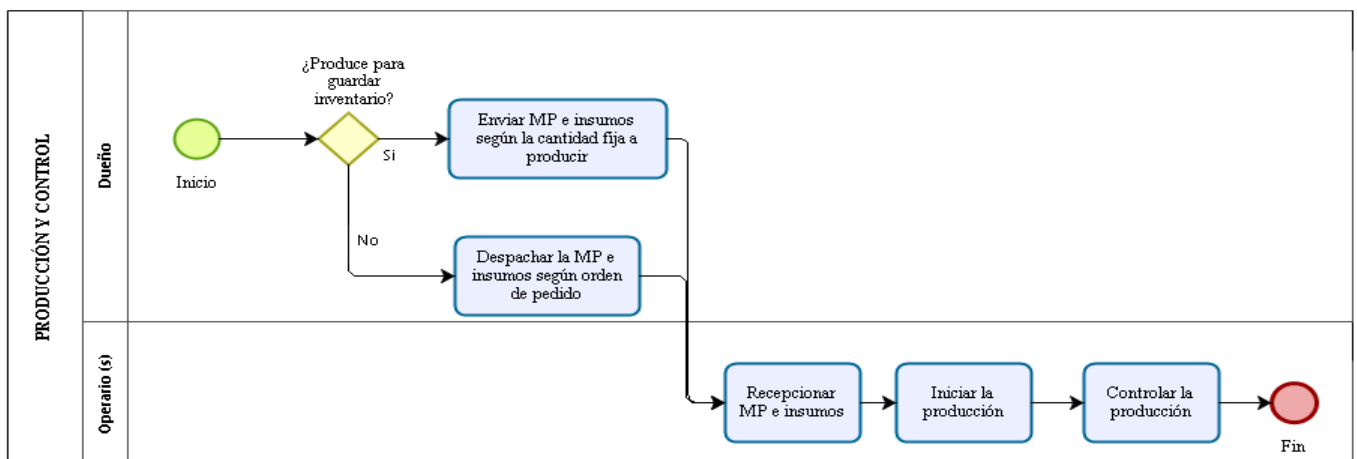 PRODUCCIÓN Y CONTROL
Dueño
Inicio
¿Produce para
guardar
inventario?
Si
No
Enviar MP e insumos
según la cantidad fija a
producir
Despachar la MP e
insumos según orden
de pedido
Operario (s)
Recepcionar
MP e insumos
Iniciar la
producción
Controlar la
producción
Fin